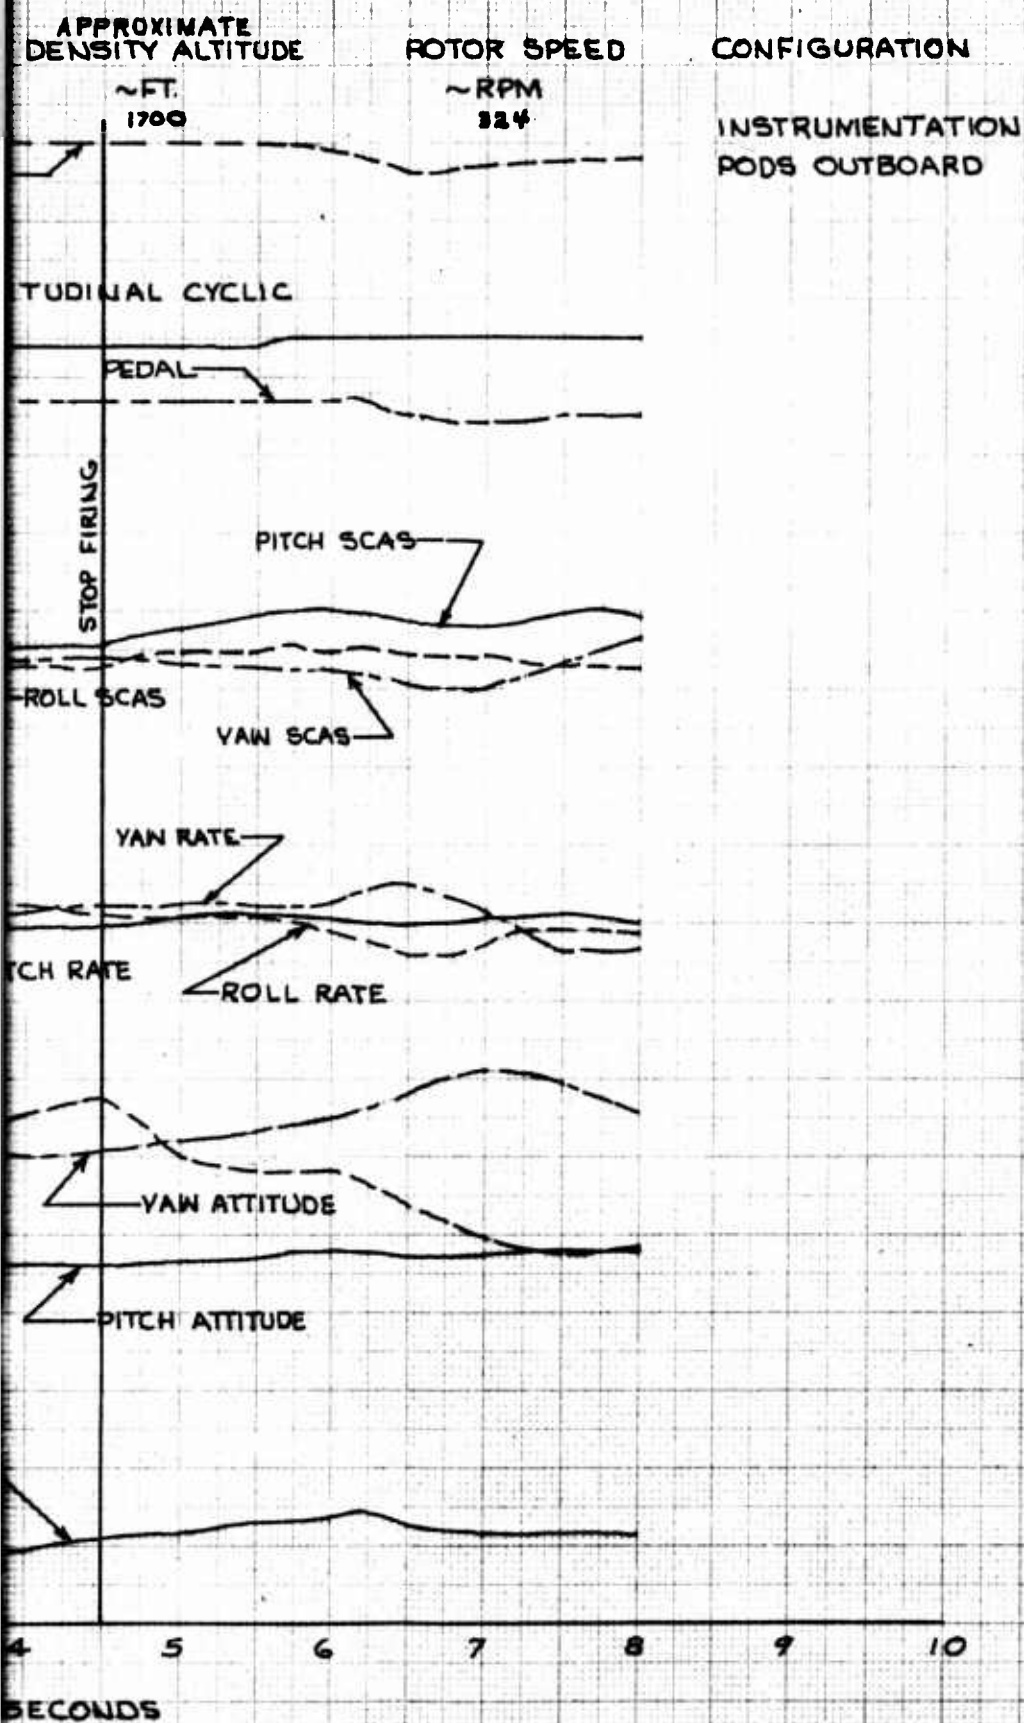 APPROXIMATE
DENSITY ALTITUDE ROTOR SPEED CONFIGURATION
~FT. ~RPM
1700 324
INSTRUMENTATION
PODS OUTBOARD
TUDINAL CYCLIC
PEDAL
STOP FIRING
PITCH SCAS
ROLL SCAS
YAW SCAS
YAN RATE
TCH RATE
ROLL RATE
YAW ATTITUDE
PITCH ATTITUDE
4 5 6 7 8 9 10
SECONDS